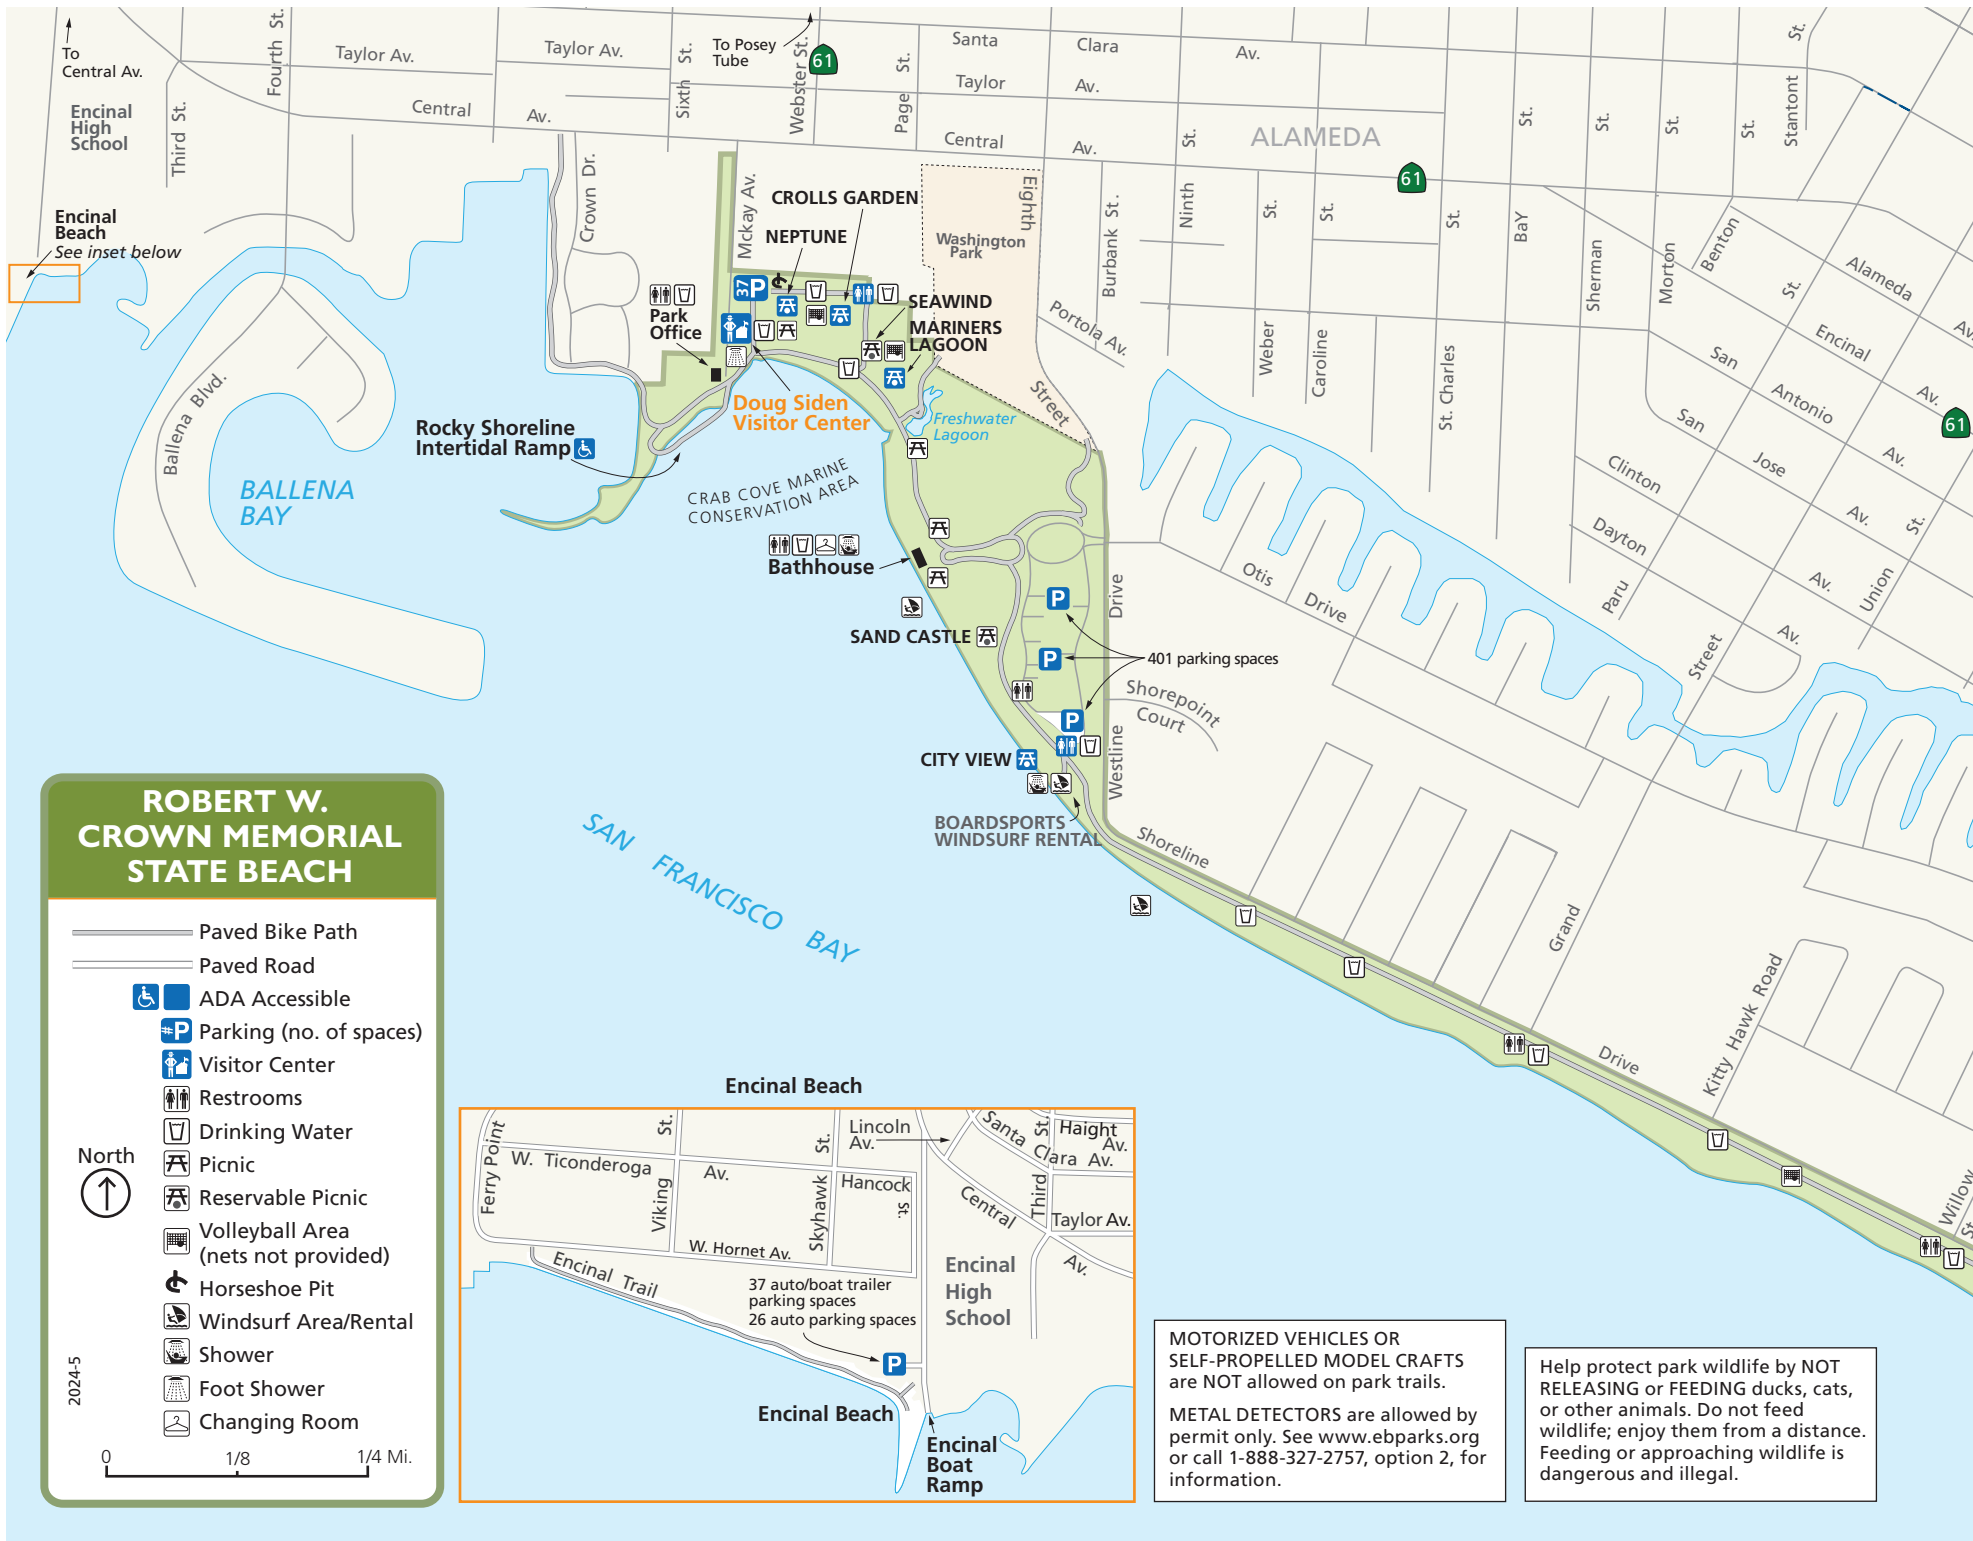 To
Central Av.
Encinal
High
School
Third St.
Fourth St.
Taylor Av.
Taylor Av.
Central Av.
Sixth St.
To Posey
Tube
Webster St.
61
Page St.
Santa Clara Av.
Taylor Av.
Central Av.
ALAMEDA
61
Stantont St.
Encinal
Beach
See inset below
Crown Dr.
Mckay Av.
CROLLS GARDEN
NEPTUNE
37 P
Park
Office
SEAWIND
MARINERS
LAGOON
Washington
Park
Eighth Street
Portola Av.
Burbank St.
Ninth St.
Weber St.
Caroline St.
St. Charles St.
BAY St.
Sherman St.
Morton St.
Benton St.
Alameda Av.
Encinal Av.
61
San Antonio Av.
San Jose Av.
Clinton Av.
Dayton Av.
Paru St.
Union St.
Ballena Blvd.
BALLENA
BAY
Rocky Shoreline
Intertidal Ramp
Doug Siden
Visitor Center
Freshwater
Lagoon
CRAB COVE MARINE
CONSERVATION AREA
Bathhouse
SAND CASTLE
P
P
P
401 parking spaces
Otis Drive
Westline Drive
Shorepoint
Court
CITY VIEW
BOARDSPORTS
WINDSURF RENTAL
Shoreline Drive
Grand Street
Kitty Hawk Road
Willow St.
SAN FRANCISCO BAY
ROBERT W.
CROWN MEMORIAL
STATE BEACH
Paved Bike Path
Paved Road
ADA Accessible
#P Parking (no. of spaces)
Visitor Center
Restrooms
Drinking Water
Picnic
Reservable Picnic
Volleyball Area
(nets not provided)
Horseshoe Pit
Windsurf Area/Rental
Shower
Foot Shower
Changing Room
North
2024-5
0 1/8 1/4 Mi.
Encinal Beach
Ferry Point
W. Ticonderoga Av.
Viking St.
Skyhawk St.
Lincoln
Av.
Hancock St.
W. Hornet Av.
Santa Clara Av.
Haight
Av.
Third St.
Central Av.
Taylor Av.
Encinal
High
School
Encinal Trail
37 auto/boat trailer
parking spaces
26 auto parking spaces
P
Encinal Beach
Encinal
Boat
Ramp
MOTORIZED VEHICLES OR
SELF-PROPELLED MODEL CRAFTS
are NOT allowed on park trails.
METAL DETECTORS are allowed by
permit only. See www.ebparks.org
or call 1-888-327-2757, option 2, for
information.
Help protect park wildlife by NOT
RELEASING or FEEDING ducks, cats,
or other animals. Do not feed
wildlife; enjoy them from a distance.
Feeding or approaching wildlife is
dangerous and illegal.